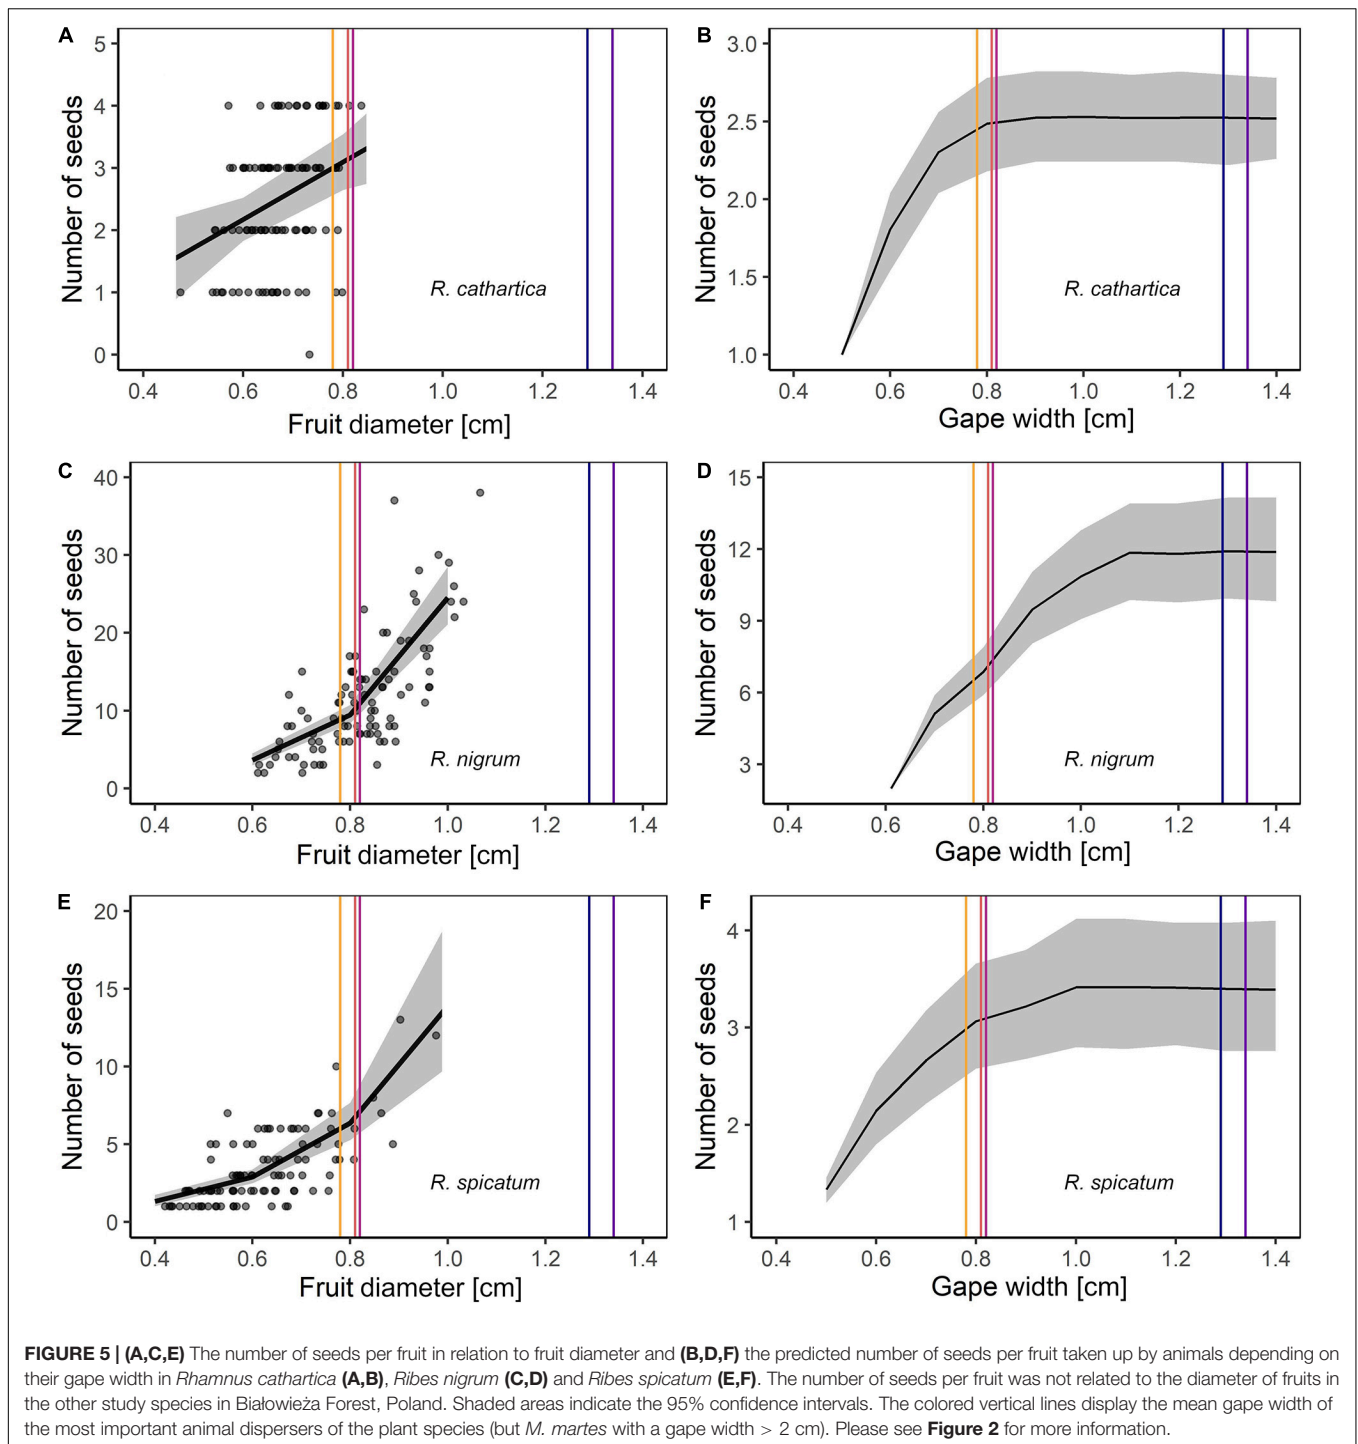 A
5
4
3
2
1
0
Number of seeds
R. cathartica
0.4 0.6 0.8 1.0 1.2 1.4
Fruit diameter [cm]
B
3.0
2.5
2.0
1.5
1.0
Number of seeds
R. cathartica
0.4 0.6 0.8 1.0 1.2 1.4
Gape width [cm]
C
40
30
20
10
0
Number of seeds
R. nigrum
0.4 0.6 0.8 1.0 1.2 1.4
Fruit diameter [cm]
D
15
12
9
6
3
Number of seeds
R. nigrum
0.4 0.6 0.8 1.0 1.2 1.4
Gape width [cm]
E
20
15
10
5
0
Number of seeds
R. spicatum
0.4 0.6 0.8 1.0 1.2 1.4
Fruit diameter [cm]
F
4
3
2
1
Number of seeds
R. spicatum
0.4 0.6 0.8 1.0 1.2 1.4
Gape width [cm]
FIGURE 5 | (A,C,E) The number of seeds per fruit in relation to fruit diameter and (B,D,F) the predicted number of seeds per fruit taken up by animals depending on
their gape width in Rhamnus cathartica (A,B), Ribes nigrum (C,D) and Ribes spicatum (E,F). The number of seeds per fruit was not related to the diameter of fruits in
the other study species in Białowieża Forest, Poland. Shaded areas indicate the 95% confidence intervals. The colored vertical lines display the mean gape width of
the most important animal dispersers of the plant species (but M. martes with a gape width > 2 cm). Please see Figure 2 for more information.